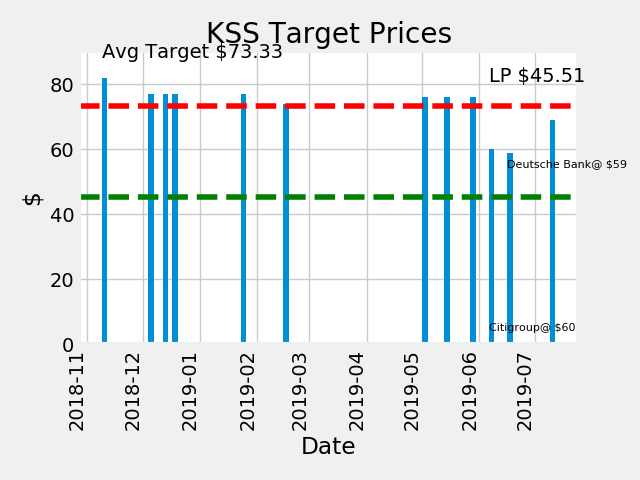 KSS Target Prices
Avg Target $73.33
LP $45.51
80
60
40
20
0
$
Deutsche Bank@ $59
Citigroup@ $60
2018-11
2018-12
2019-01
2019-02
2019-03
2019-04
2019-05
2019-06
2019-07
Date